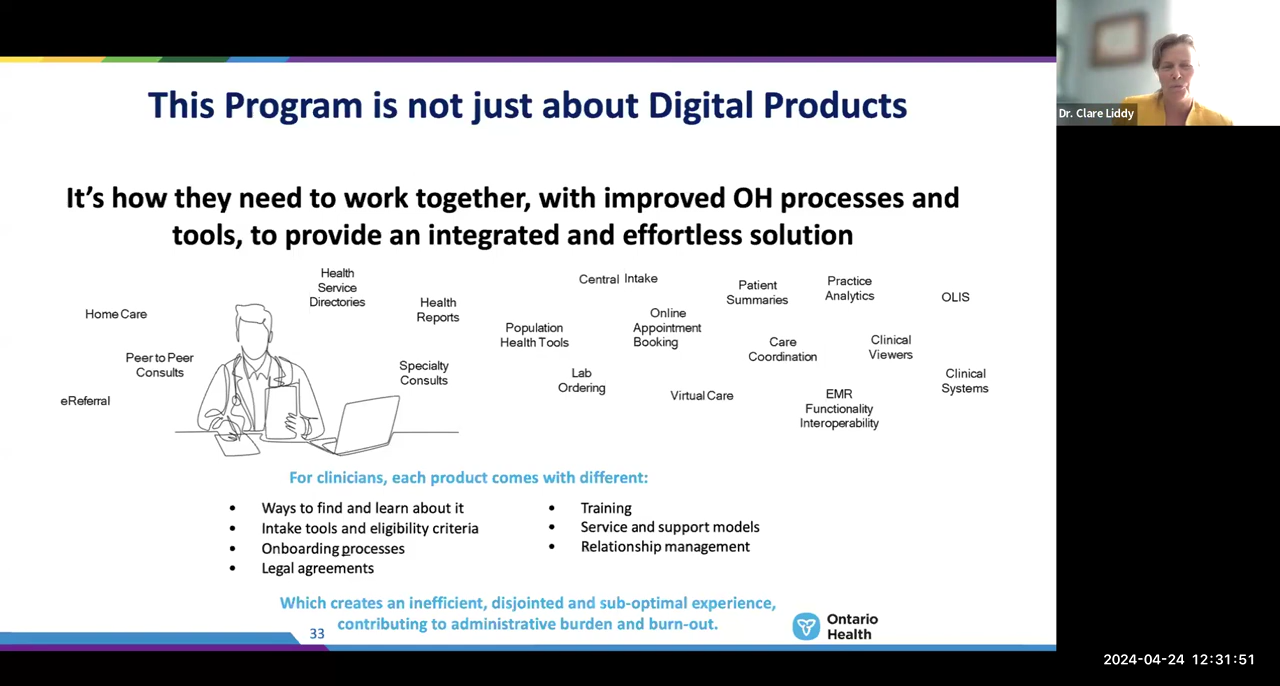 This Program is not just about Digital Products
It's how they need to work together, with improved OH processes and
tools, to provide an integrated and effortless solution
Home Care
Peer to Peer
Consults
eReferral
Health
Service
Directories
Health
Reports
Specialty
Consults
Population
Health Tools
Lab
Ordering
Central Intake
Online
Appointment
Booking
Virtual Care
Patient
Summaries
Care
Coordination
Practice
Analytics
EMR
Functionality
Interoperability
Clinical
Viewers
OLIS
Clinical
Systems
For clinicians, each product comes with different:
• Ways to find and learn about it
• Intake tools and eligibility criteria
• Onboarding processes
• Legal agreements
• Training
• Service and support models
• Relationship management
Which creates an inefficient, disjointed and sub-optimal experience,
contributing to administrative burden and burn-out.
33
Ontario
Health
Dr. Clare Liddy
2024-04-24 12:31:51